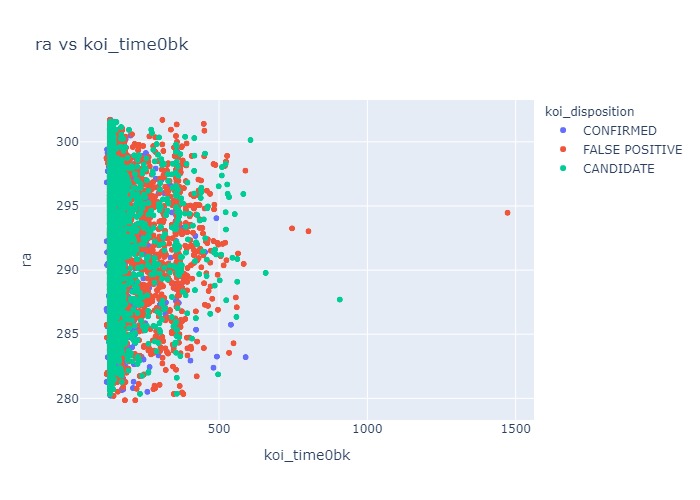 ra vs koi_time0bk
koi_disposition
CONFIRMED
FALSE POSITIVE
CANDIDATE
300
295
290
285
280
ra
500
1000
1500
koi_time0bk